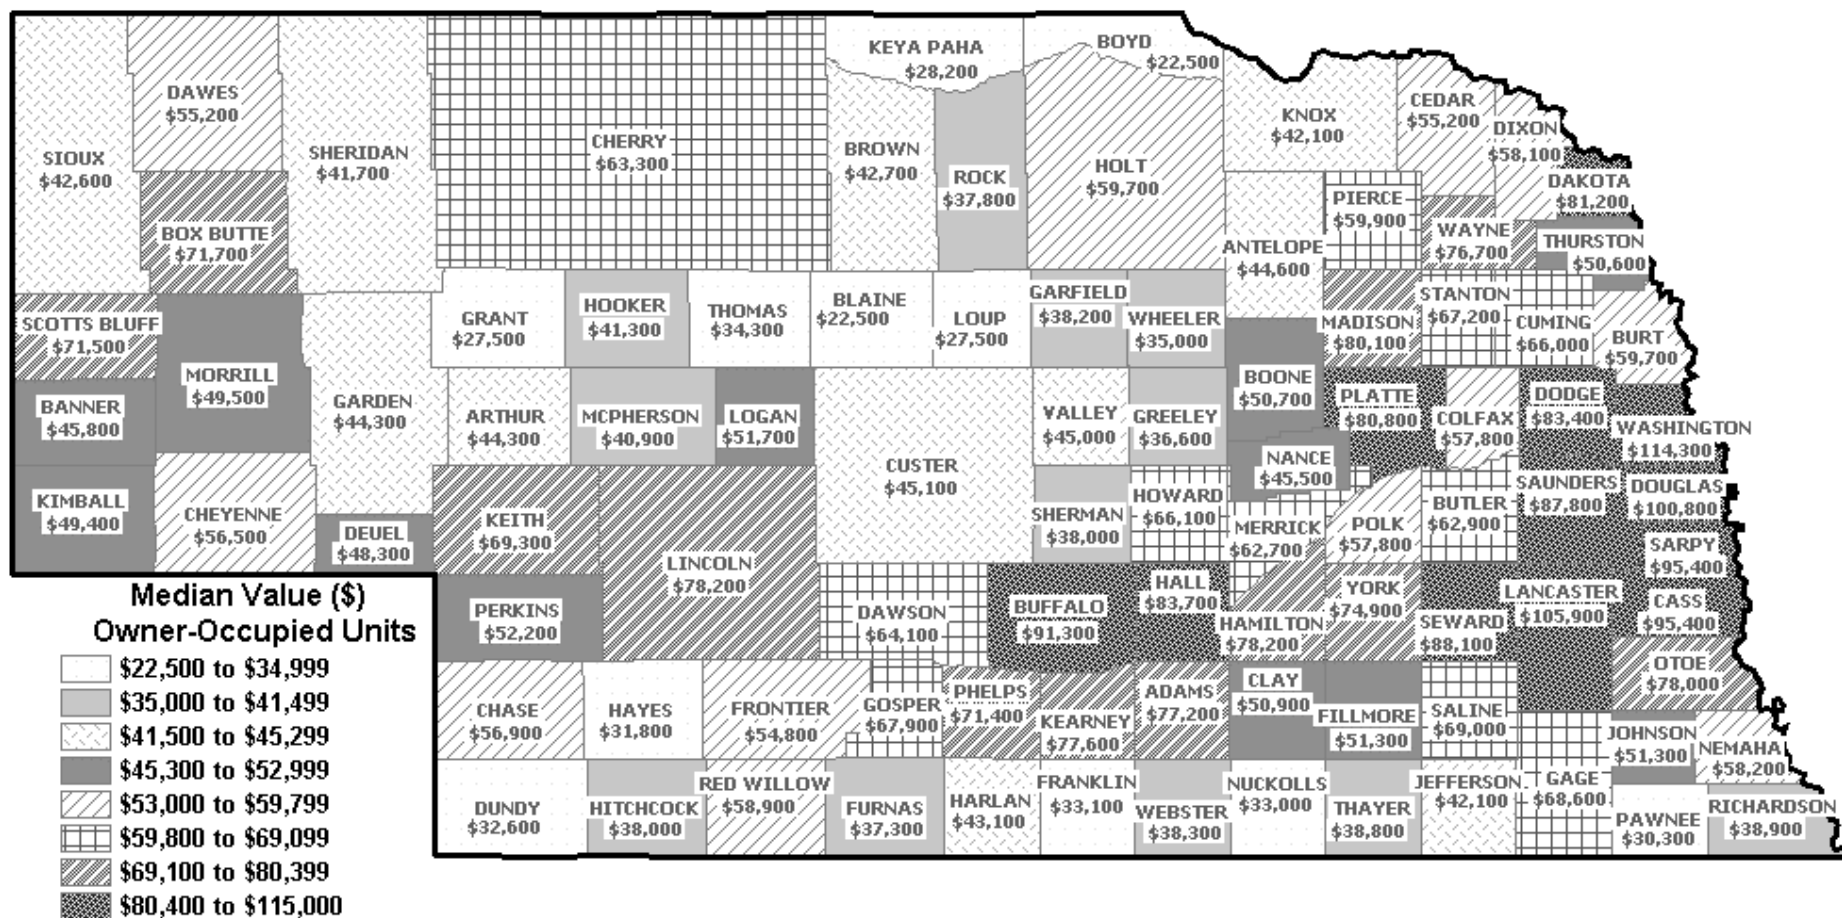 KEYA PAHA
$28,200
BOYD
$22,500
DAWES
$55,200
SIOUX
$42,600
SHERIDAN
$41,700
CHERRY
$63,300
BROWN
$42,700
ROCK
$37,800
HOLT
$59,700
KNOX
$42,100
CEDAR
$55,200
DIXON
$58,100
DAKOTA
$81,200
BOX BUTTE
$71,700
ANTELOPE
$44,600
PIERCE
$59,900
WAYNE
$76,700
THURSTON
$50,600
SCOTTS BLUFF
$71,500
MORRILL
$49,500
GARDEN
$44,300
GRANT
$27,500
HOOKER
$41,300
THOMAS
$34,300
BLAINE
$22,500
LOUP
$27,500
GARFIELD
$38,200
WHEELER
$35,000
MADISON
$80,100
STANTON
$67,200
CUMING
$66,000
BURT
$59,700
BANNER
$45,800
ARTHUR
$44,300
MCPHERSON
$40,900
LOGAN
$51,700
CUSTER
$45,100
VALLEY
$45,000
GREELEY
$36,600
BOONE
$50,700
PLATTE
$80,800
COLFAX
$57,800
DODGE
$83,400
WASHINGTON
$114,300
NANCE
$45,500
KIMBALL
$49,400
CHEYENNE
$56,500
DEUEL
$48,300
KEITH
$69,300
LINCOLN
$78,200
SHERMAN
$38,000
HOWARD
$66,100
MERRICK
$62,700
POLK
$57,800
BUTLER
$62,900
SAUNDERS
$87,800
DOUGLAS
$100,800
SARPY
$95,400
PERKINS
$52,200
DAWSON
$64,100
BUFFALO
$91,300
HALL
$83,700
HAMILTON
$78,200
YORK
$74,900
SEWARD
$88,100
LANCASTER
$105,900
CASS
$95,400
OTOE
$78,000
CHASE
$56,900
HAYES
$31,800
FRONTIER
$54,800
GOSPER
$67,900
PHELPS
$71,400
KEARNEY
$77,600
ADAMS
$77,200
CLAY
$50,900
FILLMORE
$51,300
SALINE
$69,000
JOHNSON
$51,300
NEMAHA
$58,200
DUNDY
$32,600
HITCHCOCK
$38,000
RED WILLOW
$58,900
FURNAS
$37,300
HARLAN
$43,100
FRANKLIN
$33,100
WEBSTER
$38,300
NUCKOLLS
$33,000
THAYER
$38,800
JEFFERSON
$42,100
GAGE
$68,600
PAWNEE
$30,300
RICHARDSON
$38,900
Median Value ($)
Owner-Occupied Units
$22,500 to $34,999
$35,000 to $41,499
$41,500 to $45,299
$45,300 to $52,999
$53,000 to $59,799
$59,800 to $69,099
$69,100 to $80,399
$80,400 to $115,000